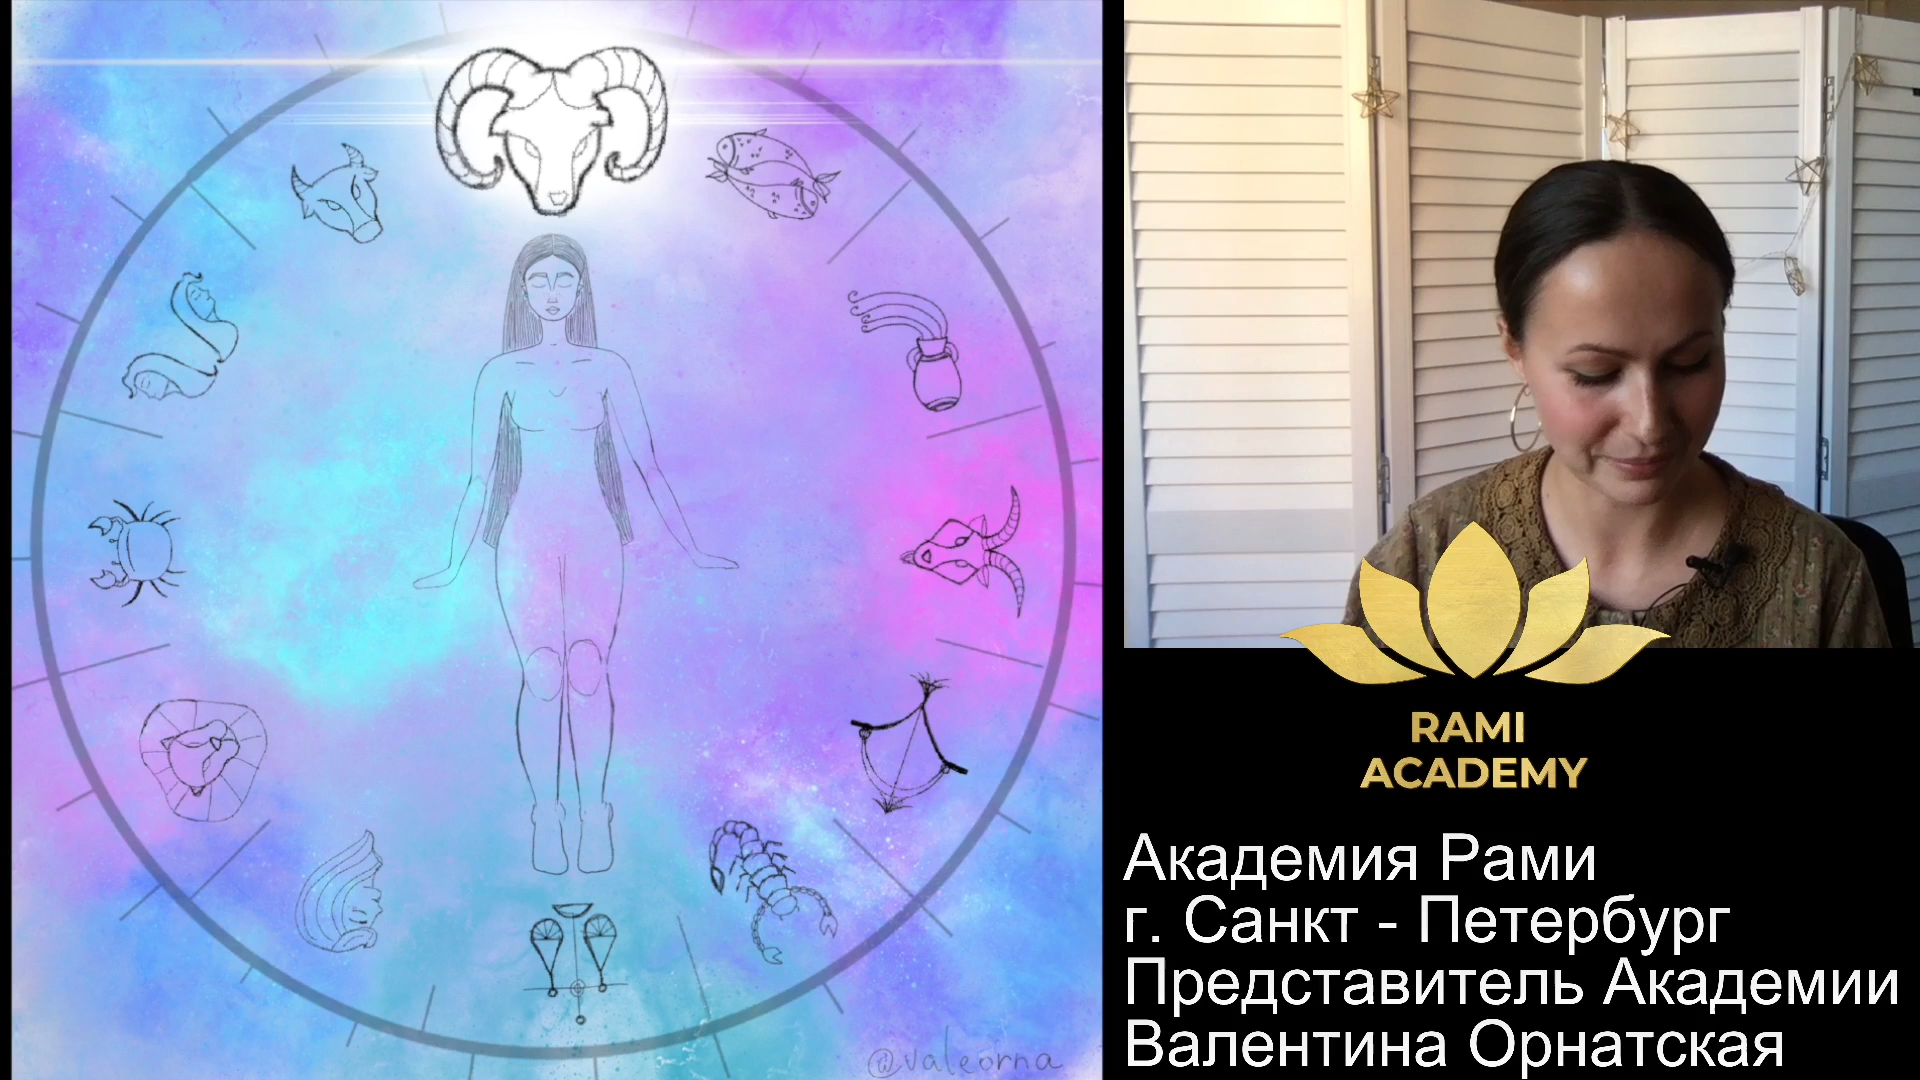 @valeorna
RAMI
ACADEMY
Академия Рами
г. Санкт - Петербург
Представитель Академии
Валентина Орнатская